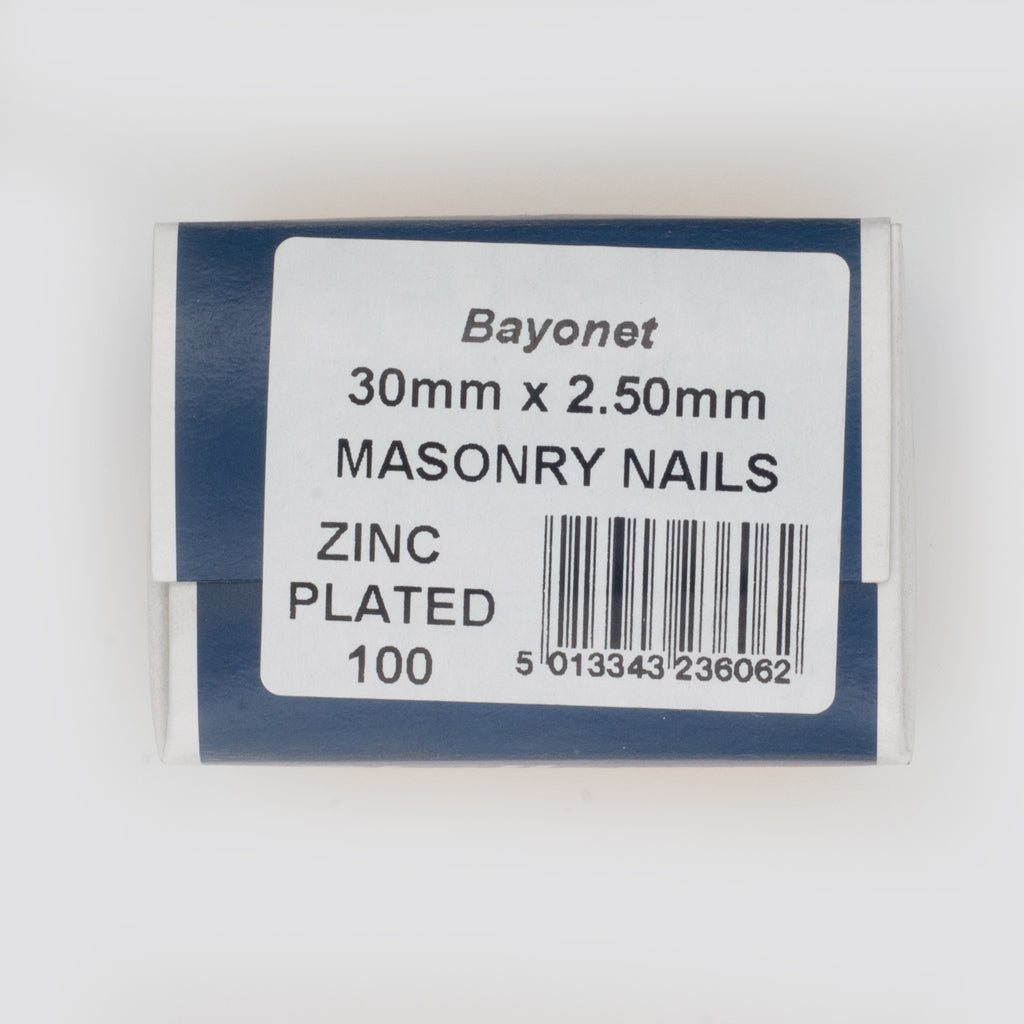 Bayonet
30mm x 2.50mm
MASONRY NAILS
ZINC
PLATED
100
5 013343 236062